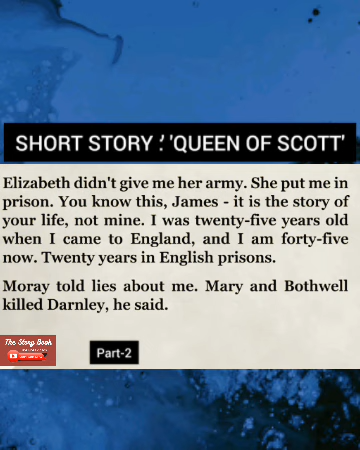 SHORT STORY :' 'QUEEN OF SCOTT'
Elizabeth didn't give me her army. She put me in
prison. You know this, James - it is the story of
your life, not mine. I was twenty-five years old
when I came to England, and I am forty-five
now. Twenty years in English prisons.
Moray told lies about me. Mary and Bothwell
killed Darnley, he said.
The Story Book
Part-2